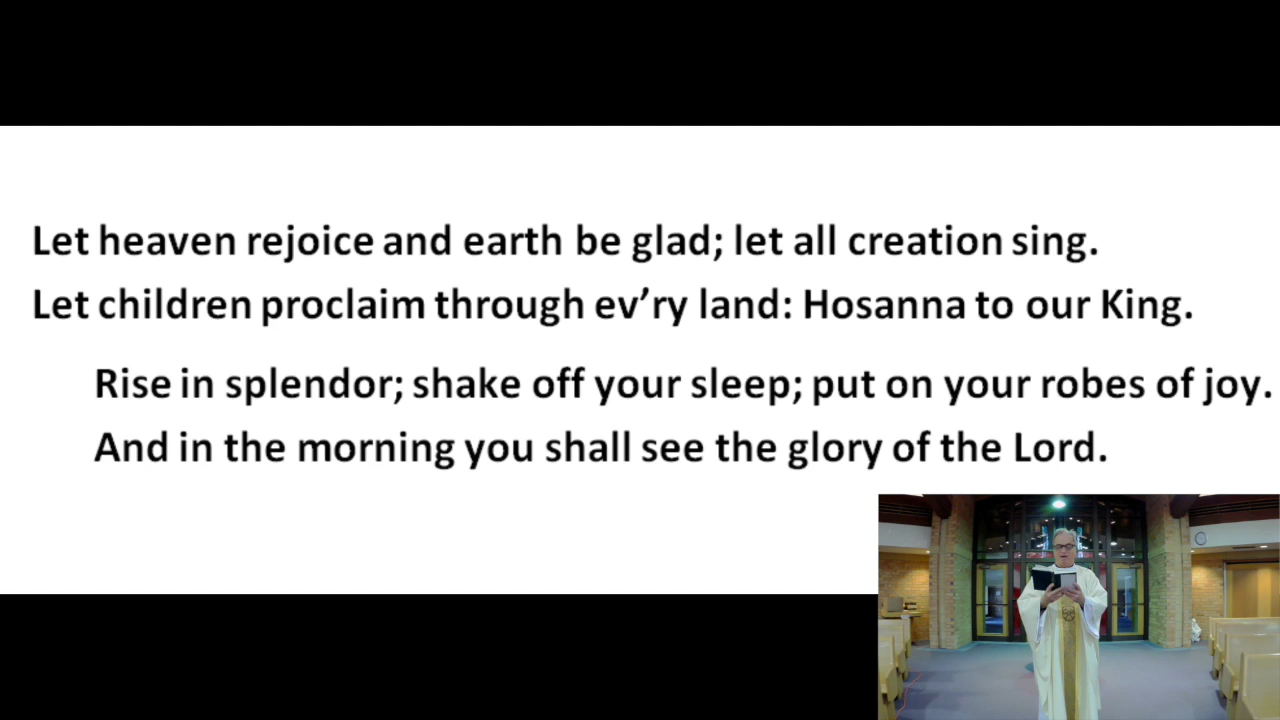 Let heaven rejoice and earth be glad; let all creation sing.
Let children proclaim through ev’ry land: Hosanna to our King.
Rise in splendor; shake off your sleep; put on your robes of joy.
And in the morning you shall see the glory of the Lord.